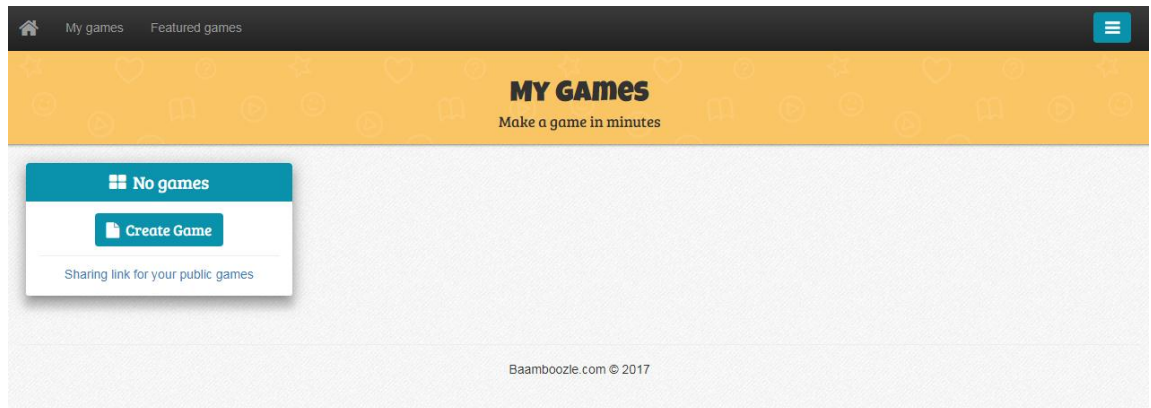 My games Featured games
MY GAMES
Make a game in minutes
No games
Create Game
Sharing link for your public games
Baamboozle.com © 2017